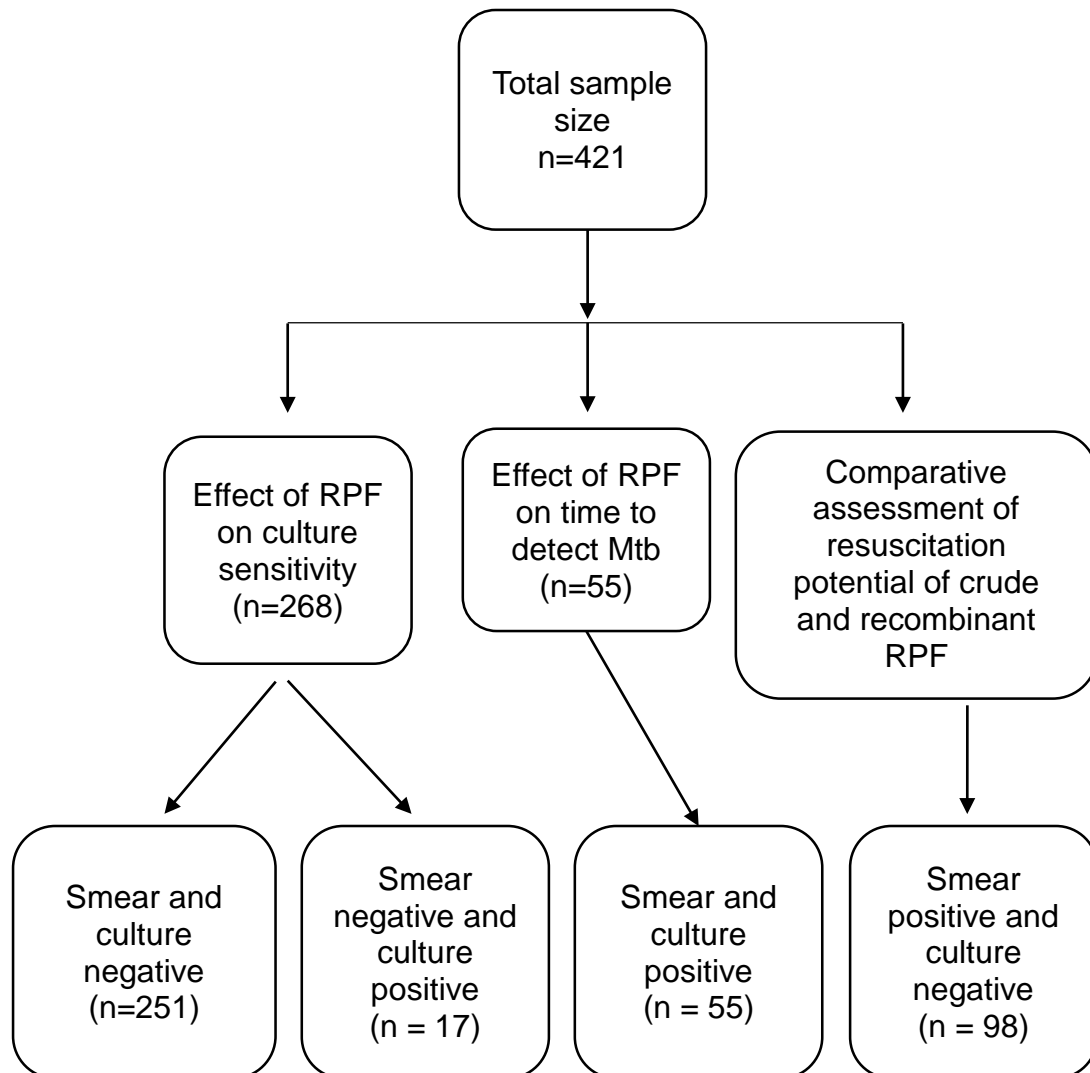 Total sample
size
n=421
Effect of RPF
on culture
sensitivity
(n=268)
Effect of RPF
on time to
detect Mtb
(n=55)
Comparative
assessment of
resuscitation
potential of crude
and recombinant
RPF
Smear and
culture
negative
(n=251)
Smear
negative and
culture
positive
(n = 17)
Smear and
culture
positive
(n = 55)
Smear
positive and
culture
negative
(n = 98)